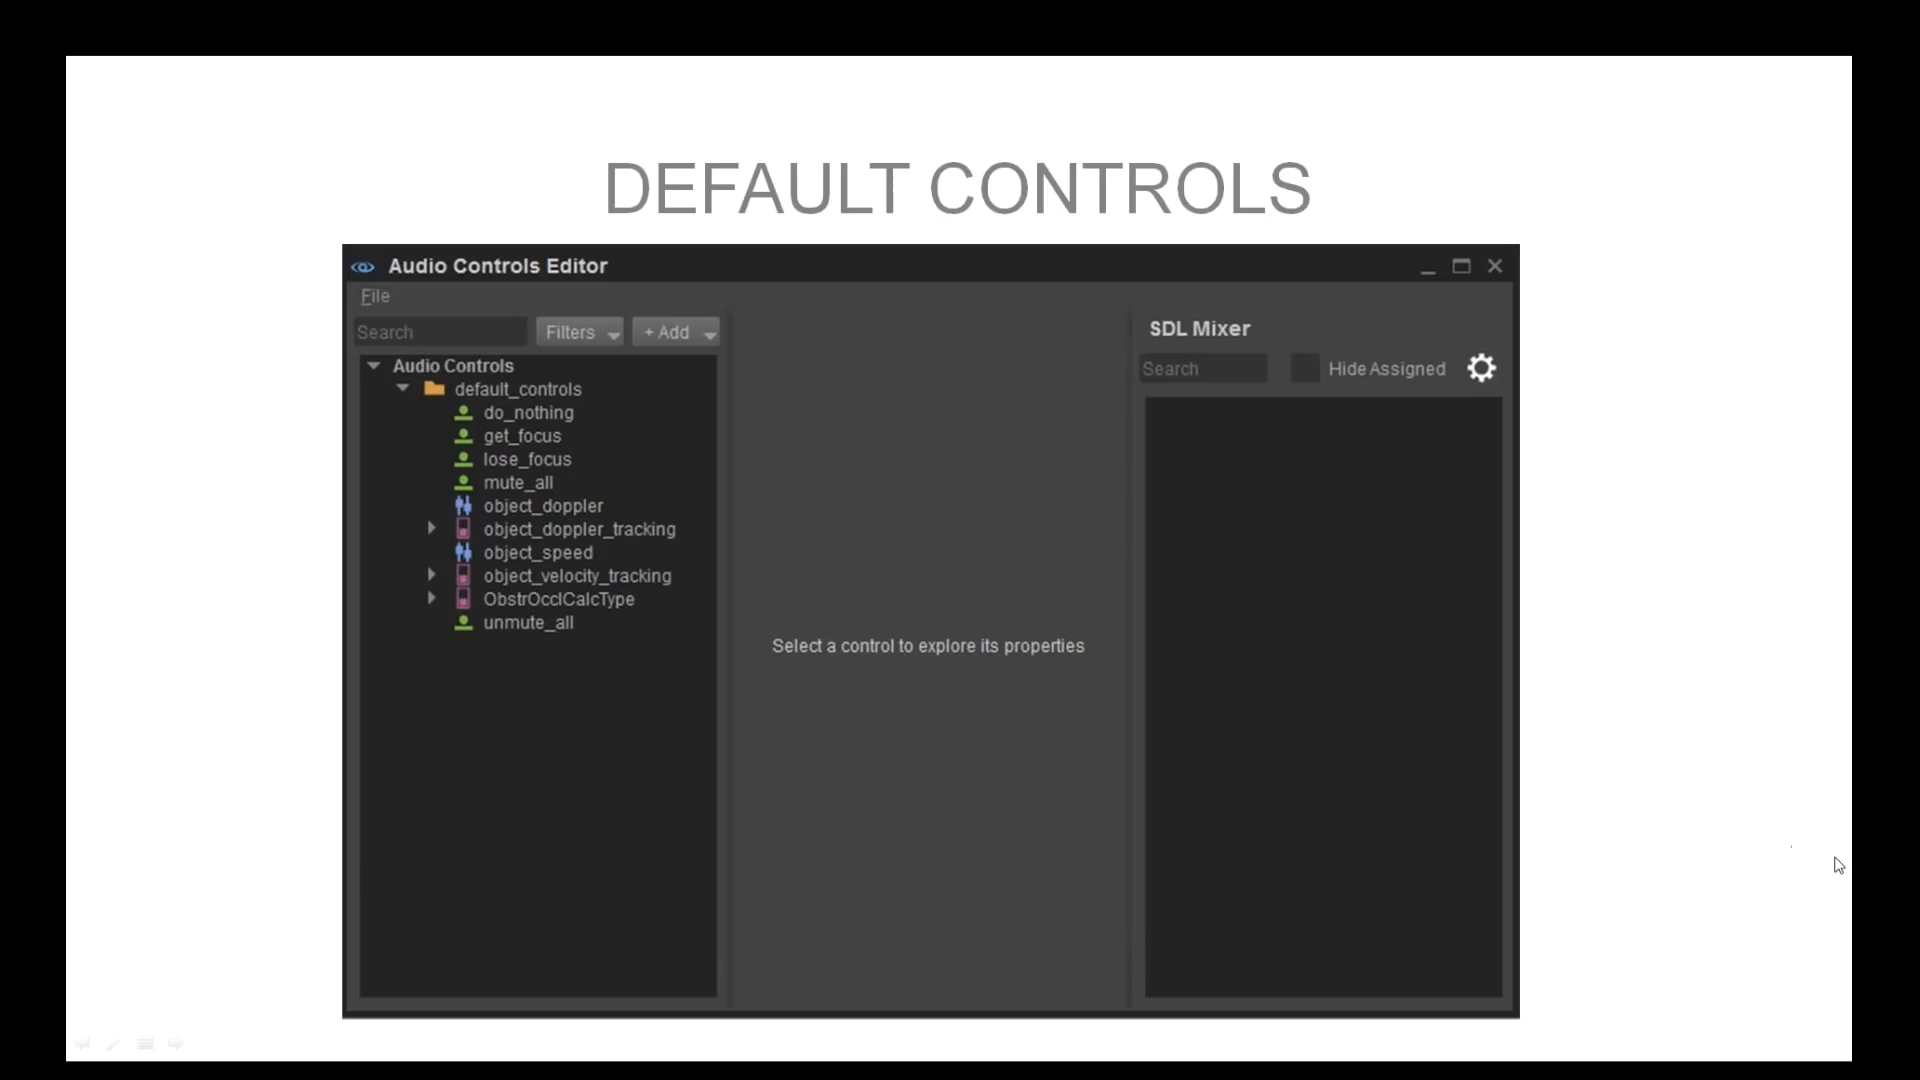 DEFAULT CONTROLS
Audio Controls Editor
File
Search
Filters
+ Add
Audio Controls
default_controls
do_nothing
get_focus
lose_focus
mute_all
object_doppler
object_doppler_tracking
object_speed
object_velocity_tracking
ObstrOcclCalcType
unmute_all
Select a control to explore its properties
SDL Mixer
Search
Hide Assigned